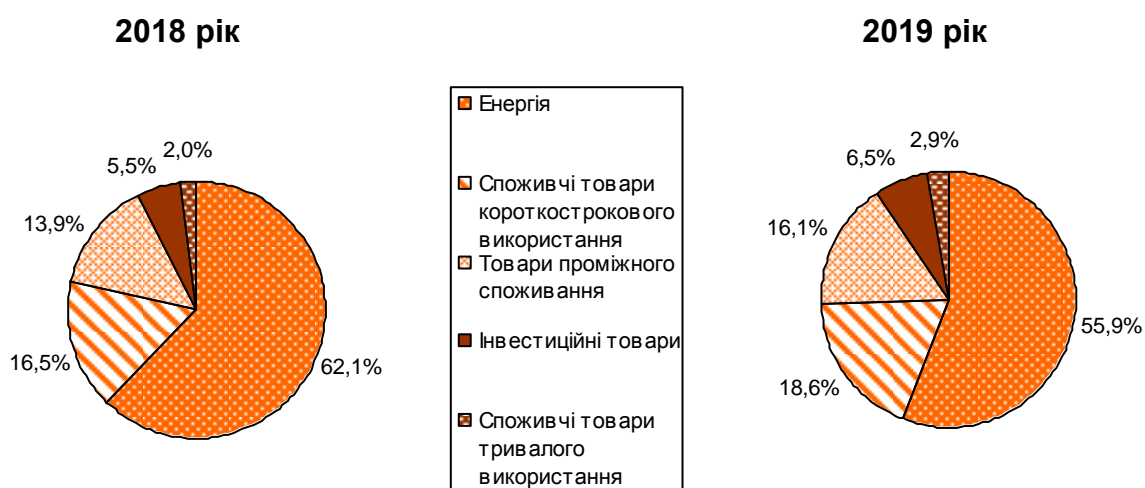 2018 рік
2019 рік
5,5%
2,0%
13,9%
16,5%
62,1%
Енергія
Споживчі товари
короткострокового
використання
Товари проміжного
споживання
Інвестиційні товари
Споживчі товари
тривалого
використання
6,5%
2,9%
16,1%
18,6%
55,9%